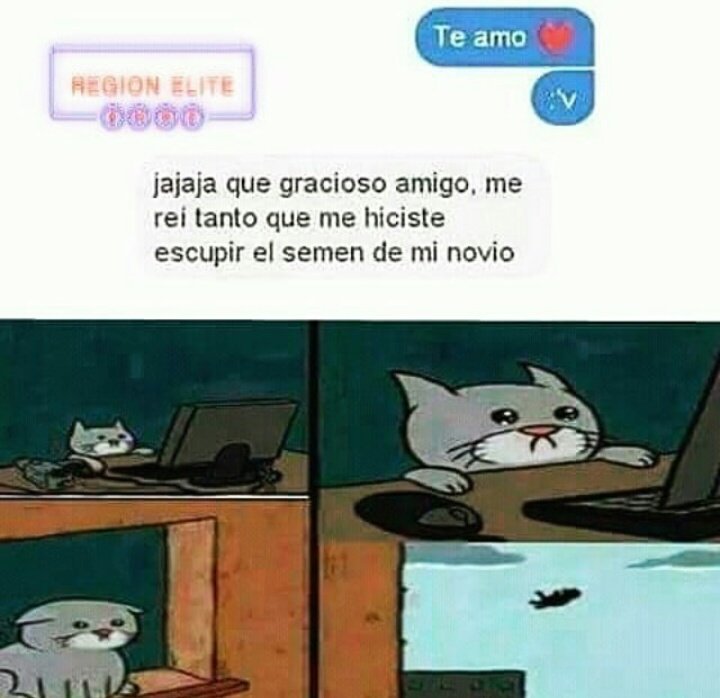 Te amo ❤
:v
REGION ELITE
jajaja que gracioso amigo, me
rei tanto que me hiciste
escupir el semen de mi novio